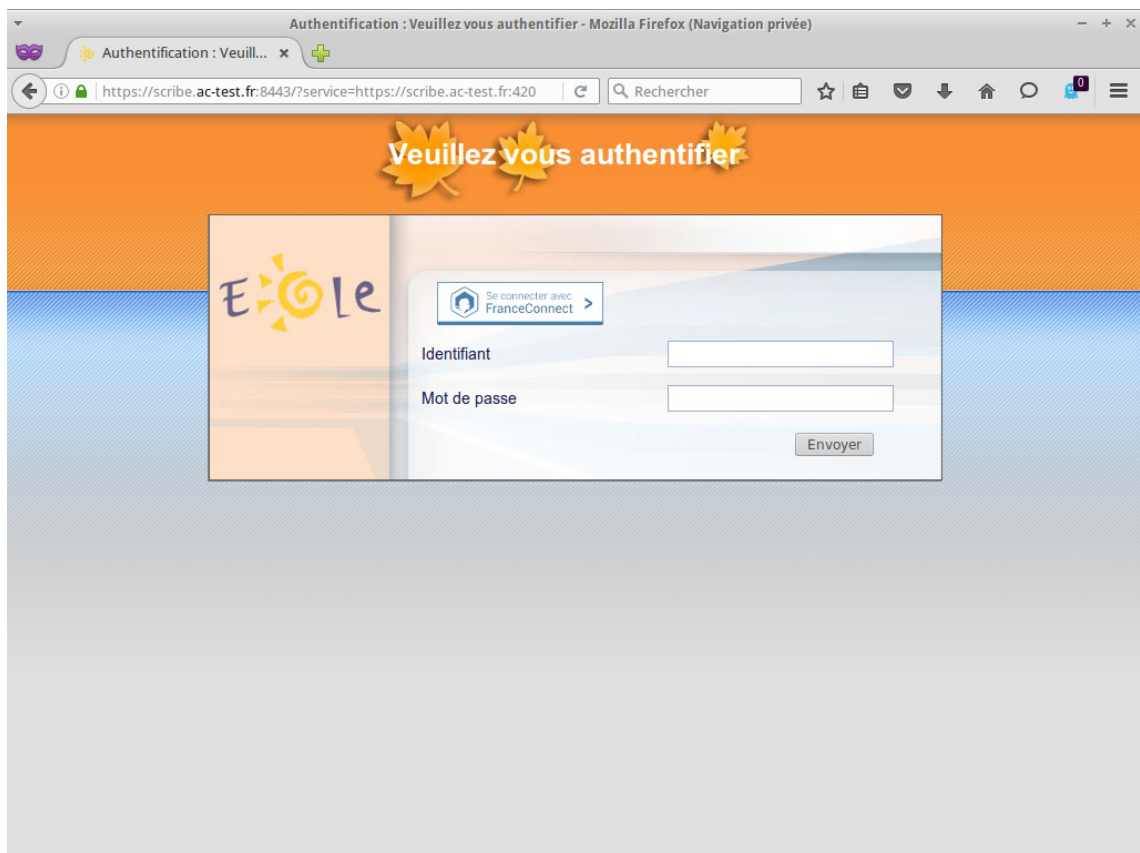 Authentification : Veuillez vous authentifier - Mozilla Firefox (Navigation privée)
Authentification : Veuill...
https://scribe.ac-test.fr:8443/?service=https://scribe.ac-test.fr:420
Rechercher
0
Veuillez vous authentifier
EOle
Se connecter avec
FranceConnect >
Identifiant
Mot de passe
Envoyer